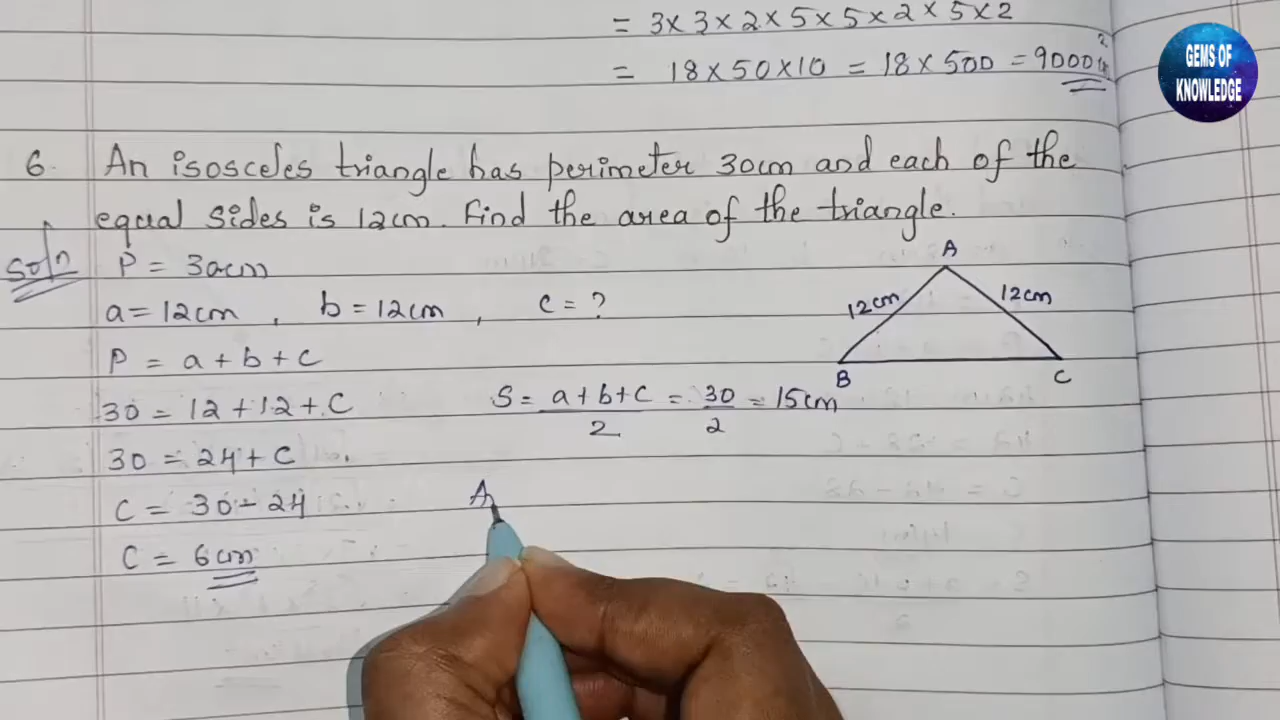 = 3×3×2×5×5×2×5×2
= 18×50×10 = 18×500 = 9000
GEMS OF
KNOWLEDGE
6. An isosceles triangle has perimeter 30cm and each of the
equal sides is 12cm. Find the area of the triangle.
Soln
P = 30cm
a = 12cm , b = 12cm , c = ?
P = a + b + c
30 = 12 + 12 + C
30 = 24 + C
C = 30 - 24
C = 6cm
S = a+b+c/2 = 30/2 = 15cm
A
A
12cm 12cm
B C